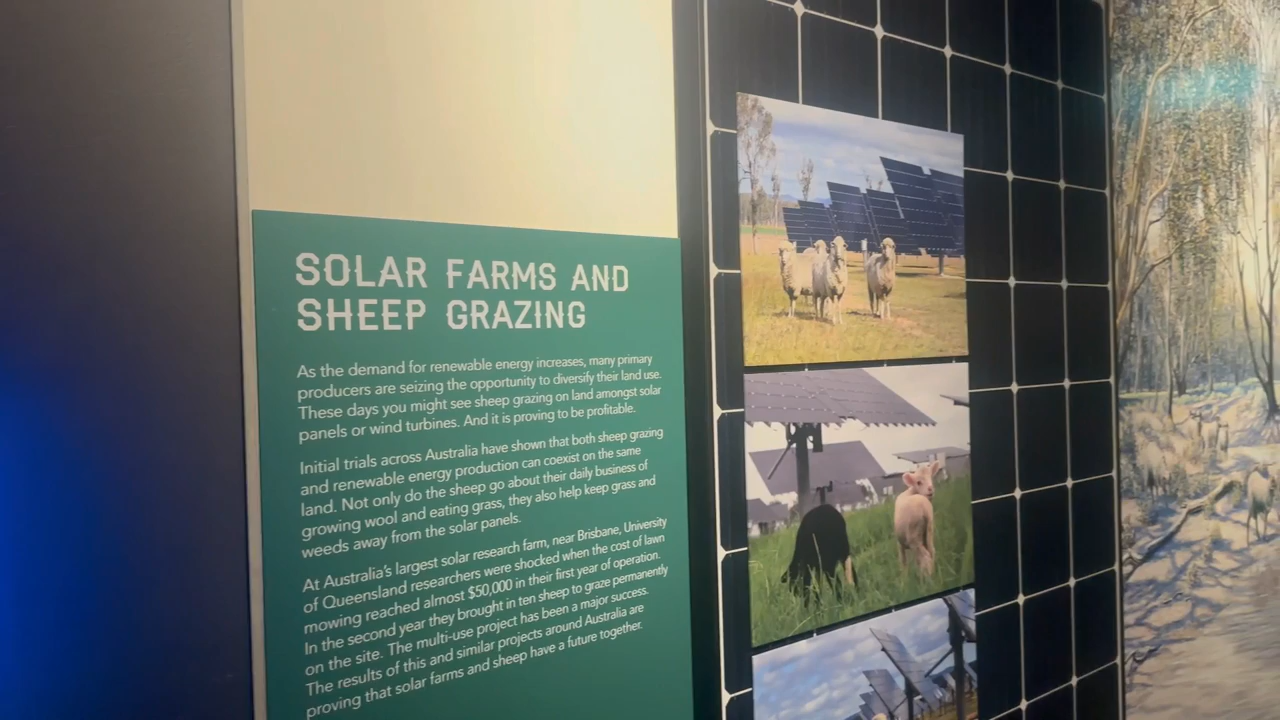 SOLAR FARMS AND
SHEEP GRAZING
As the demand for renewable energy increases, many primary
producers are seizing the opportunity to diversify their land use.
These days you might see sheep grazing on land amongst solar
panels or wind turbines. And it is proving to be profitable.
Initial trials across Australia have shown that both sheep grazing
and renewable energy production can coexist on the same
land. Not only do the sheep go about their daily business of
growing wool and eating grass, they also help keep grass and
weeds away from the solar panels.
At Australia's largest solar research farm, near Brisbane, University
of Queensland researchers were shocked when the cost of lawn
mowing reached almost $50,000 in their first year of operation.
In the second year they brought in ten sheep to graze permanently
on the site. The multi-use project has been a major success.
The results of this and similar projects around Australia are
proving that solar farms and sheep have a future together.